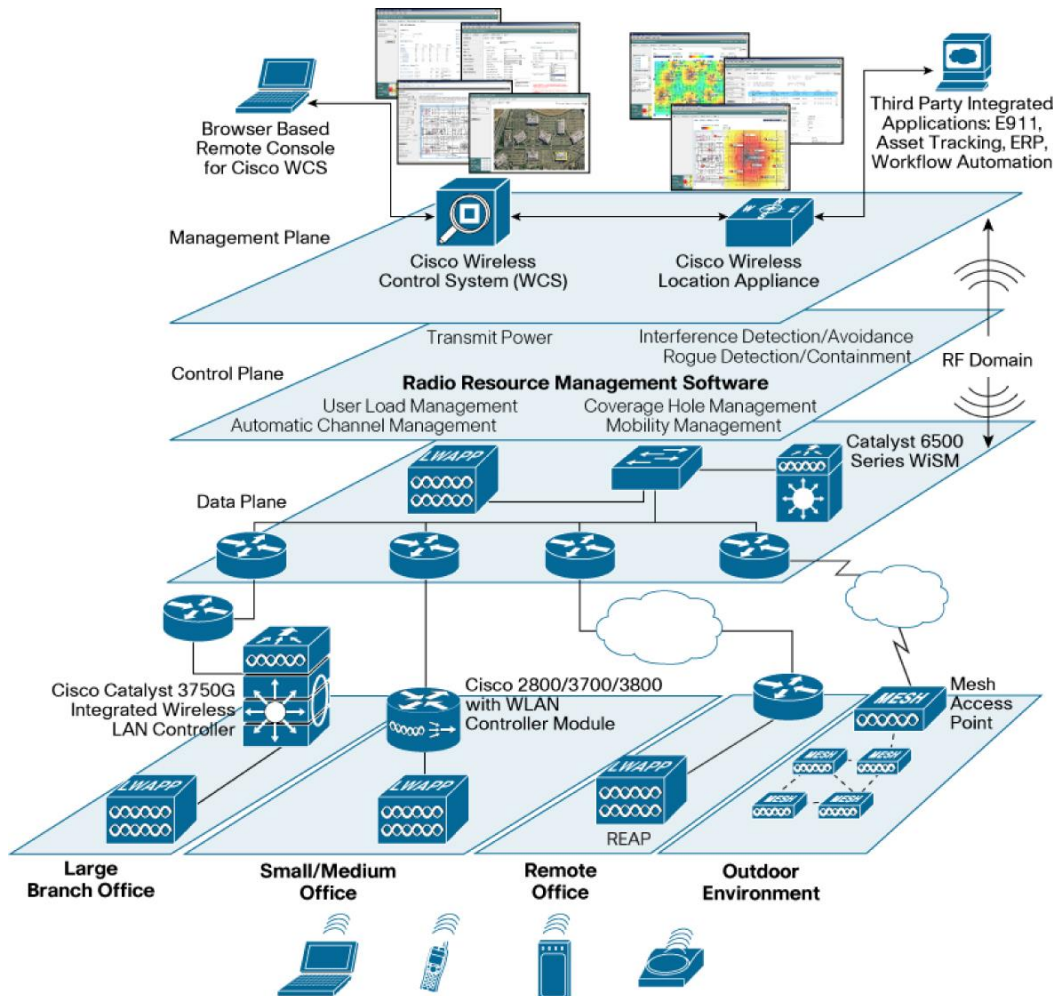 Browser Based
Remote Console
for Cisco WCS
Third Party Integrated
Applications: E911,
Asset Tracking, ERP,
Workflow Automation
Management Plane
Cisco Wireless
Control System (WCS)
Cisco Wireless
Location Appliance
Transmit Power
Interference Detection/Avoidance
Rogue Detection/Containment
RF Domain
Control Plane
Radio Resource Management Software
User Load Management
Automatic Channel Management
Coverage Hole Management
Mobility Management
LWAPP
Catalyst 6500
Series WiSM
Data Plane
Cisco Catalyst 3750G
Integrated Wireless
LAN Controller
Cisco 2800/3700/3800
with WLAN
Controller Module
MESH
Mesh
Access
Point
LWAPP
LWAPP
LWAPP
REAP
MESH
MESH
MESH
MESH
Large
Branch Office
Small/Medium
Office
Remote
Office
Outdoor
Environment